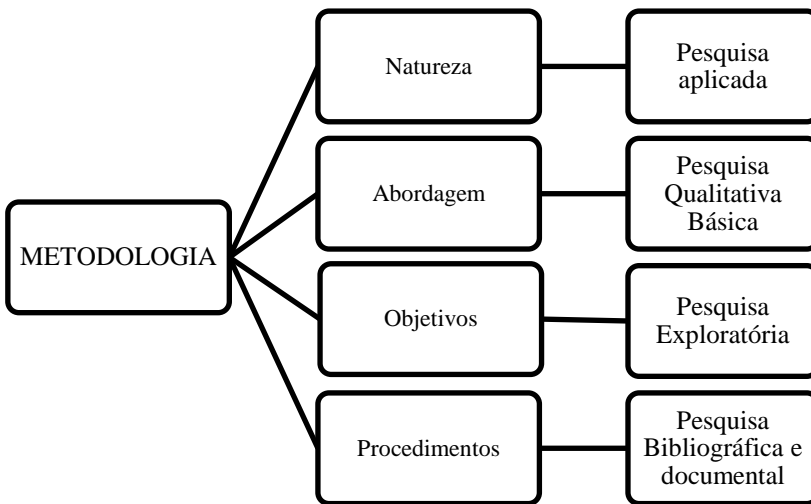 METODOLOGIA
Natureza
Pesquisa
aplicada
Abordagem
Pesquisa
Qualitativa
Básica
Objetivos
Pesquisa
Exploratória
Procedimentos
Pesquisa
Bibliográfica e
documental